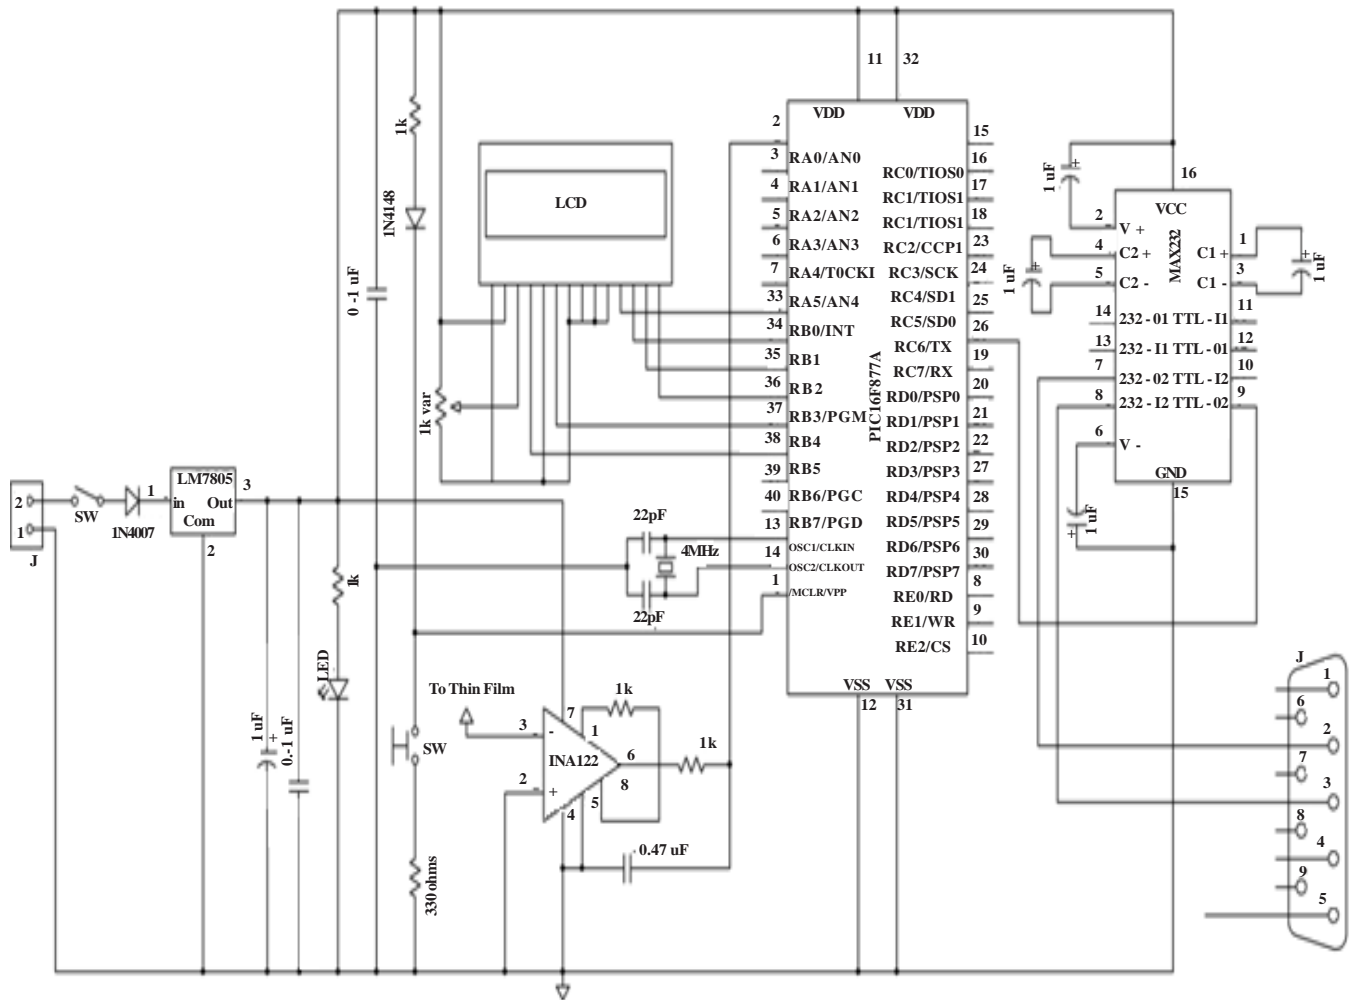 11
32
VDD
VDD
2
3
4
5
6
7
33
34
35
36
37
38
39
40
13
14
1
RA0/AN0
RA1/AN1
RA2/AN2
RA3/AN3
RA4/T0CKI
RA5/AN4
RB0/INT
RB1
RB2
RB3/PGM
RB4
RB5
RB6/PGC
RB7/PGD
OSC1/CLKIN
OSC2/CLKOUT
/MCLR/VPP
PIC16F877A
RC0/TIOS0
RC1/TIOS1
RC1/TIOS1
RC2/CCP1
RC3/SCK
RC4/SD1
RC5/SD0
RC6/TX
RC7/RX
RD0/PSP0
RD1/PSP1
RD2/PSP2
RD3/PSP3
RD4/PSP4
RD5/PSP5
RD6/PSP6
RD7/PSP7
RE0/RD
RE1/WR
RE2/CS
15
16
17
18
23
24
25
26
19
20
21
22
27
28
29
30
8
9
10
VSS
VSS
12
31
1k
1N4148
0 -1 uF
LCD
1k var
LM7805
in
Out
Com
1
3
2
2
1
J
SW
1N4007
1k
LED
1 uF
+
0.-1 uF
22pF
4MHz
22pF
SW
330 ohms
To Thin Film
3
-
2
+
INA122
7
1
6
8
5
4
1k
1k
0.47 uF
1 uF
+
16
VCC
MAX232
2
V +
4
C2 +
5
C2 -
1 uF
+
1
C1 +
3
C1 -
+
1 uF
14
232 - 01 TTL - I1
11
13
232 - I1 TTL - 01
12
7
232 - 02 TTL - I2
10
8
232 - I2 TTL - 02
9
6
V -
GND
15
1 uF
+
J
1
6
2
7
3
8
4
9
5